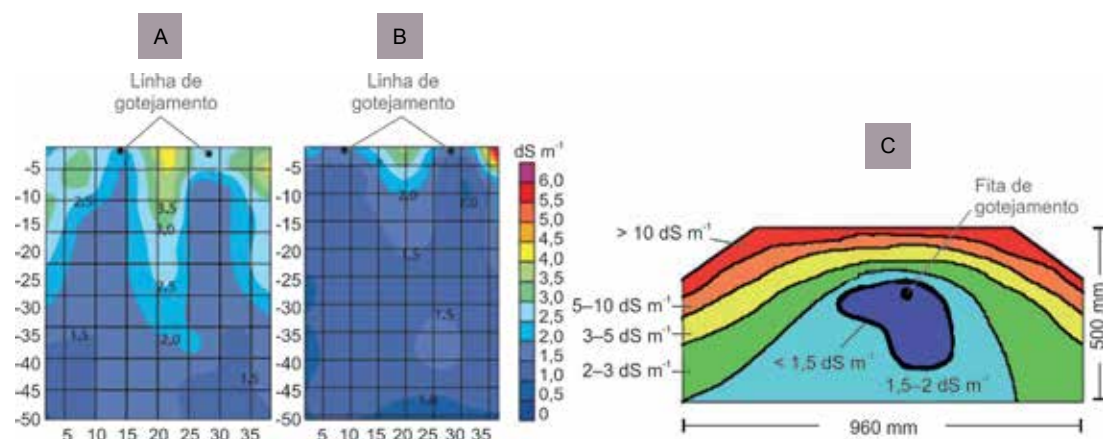 A
B
C
Linha de
gotejamento
Linha de
gotejamento
Fita de
gotejamento
dS m⁻¹
6,0
5,5
5,0
4,5
4,0
3,5
3,0
2,5
2,0
1,5
1,0
0,5
0
-5
-10
-15
-20
-25
-30
-35
-40
-45
-50
5 10 15 20 25 30 35
2,5
3,5
3,0
2,5
2,0
1,5
1,5
-5
-10
-15
-20
-25
-30
-35
-40
-45
-50
5 10 15 20 25 30 35
2,0
2,0
1,5
1,5
1,0
> 10 dS m⁻¹
5–10 dS m⁻¹
3–5 dS m⁻¹
2–3 dS m⁻¹
< 1,5 dS m⁻¹
1,5–2 dS m⁻¹
500 mm
960 mm